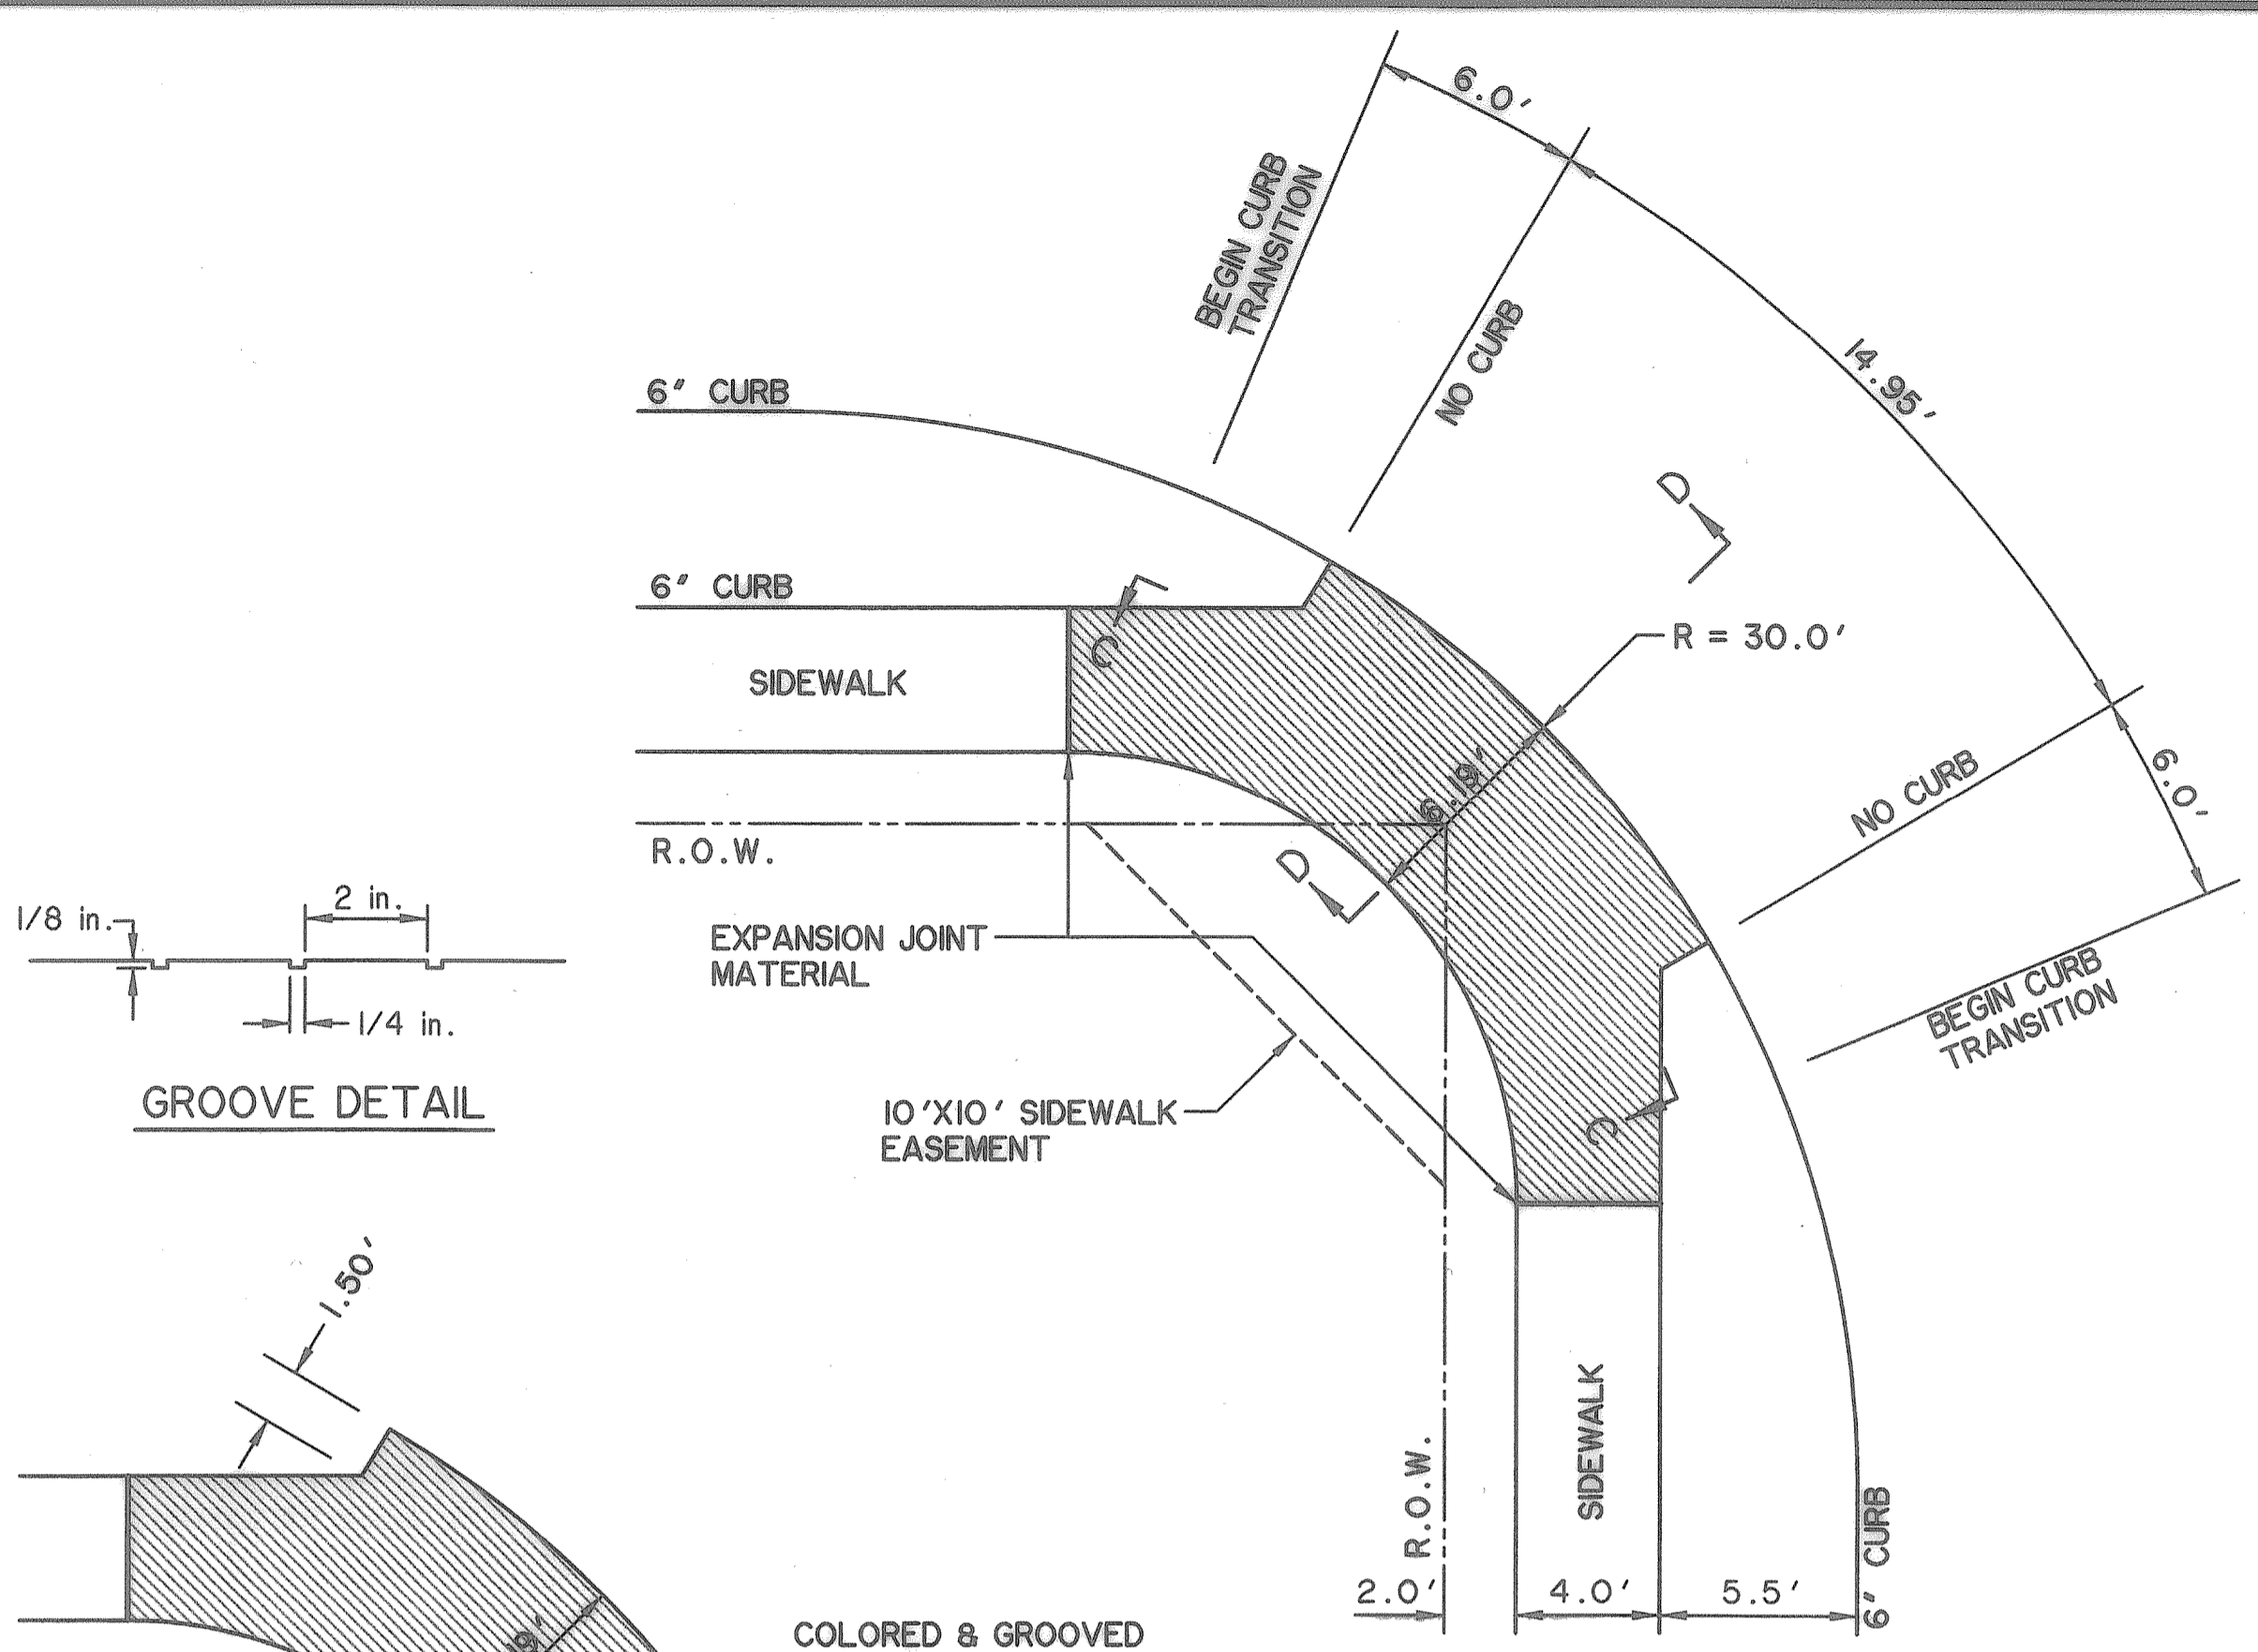 6.0'
BEGIN CURB
TRANSITION
NO CURB
14.95'
6" CURB
D
6" CURB
C
SIDEWALK
R = 30.0'
6.19'
NO CURB
6.0'
R.O.W.
D
1/8 in.
2 in.
EXPANSION JOINT
MATERIAL
BEGIN CURB
TRANSITION
1/4 in.
GROOVE DETAIL
10'X10' SIDEWALK
EASEMENT
C
1.50'
SIDEWALK
R.O.W.
6" CURB
2.0'
4.0'
5.5'
COLORED & GROOVED